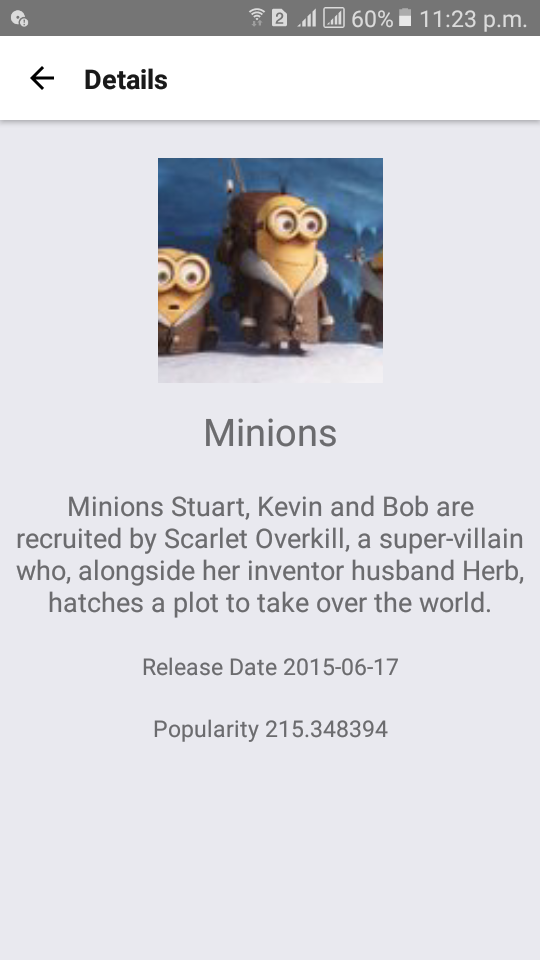 2 60% 11:23 p.m.
Details
Minions
Minions Stuart, Kevin and Bob are
recruited by Scarlet Overkill, a super-villain
who, alongside her inventor husband Herb,
hatches a plot to take over the world.
Release Date 2015-06-17
Popularity 215.348394